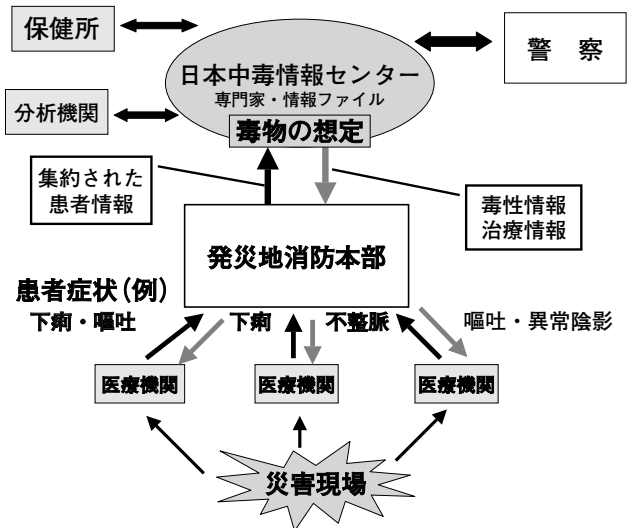 保健所
警察
日本中毒情報センター
専門家・情報ファイル
分析機関
毒物の想定
集約された
患者情報
毒性情報
治療情報
発災地消防本部
患者症状(例)
下痢・嘔吐
下痢
不整脈
嘔吐・異常陰影
医療機関
医療機関
医療機関
災害現場